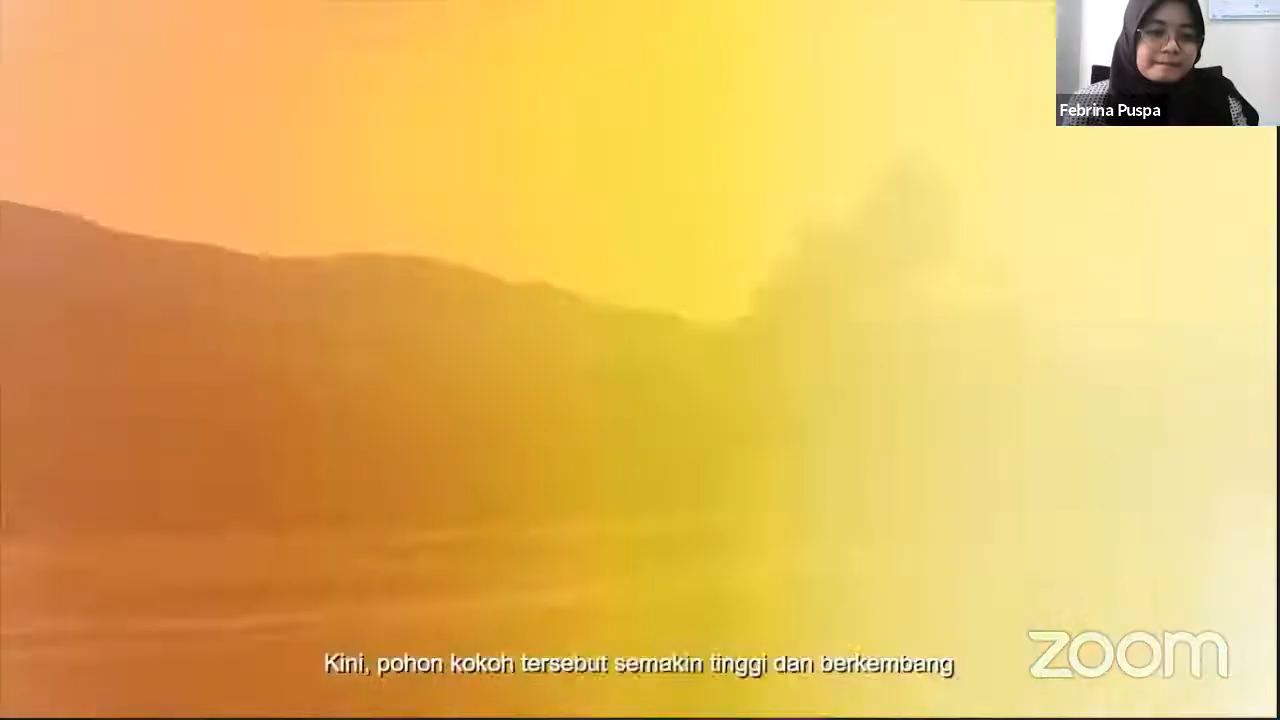 Febrina Puspa
Kini, pohon kokoh tersebut semakin tinggi dan berkembang
zoom